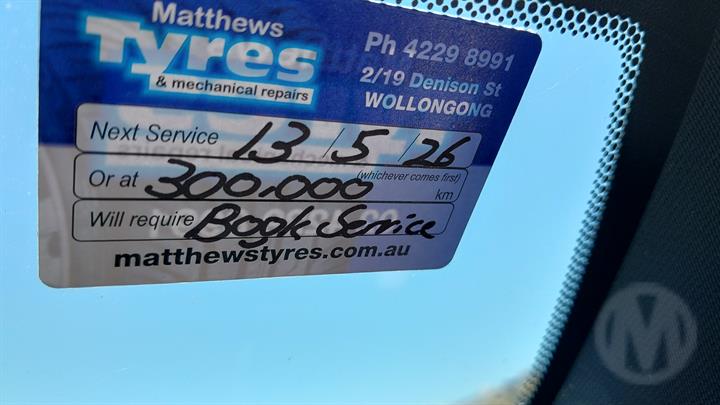 Matthews
Tyres
& mechanical repairs
Ph 4229 8991
2/19 Denison St
WOLLONGONG
Next Service 13/5/26
Or at 300,000 (whichever comes first) km
Will require Book Service
matthewstyres.com.au
M